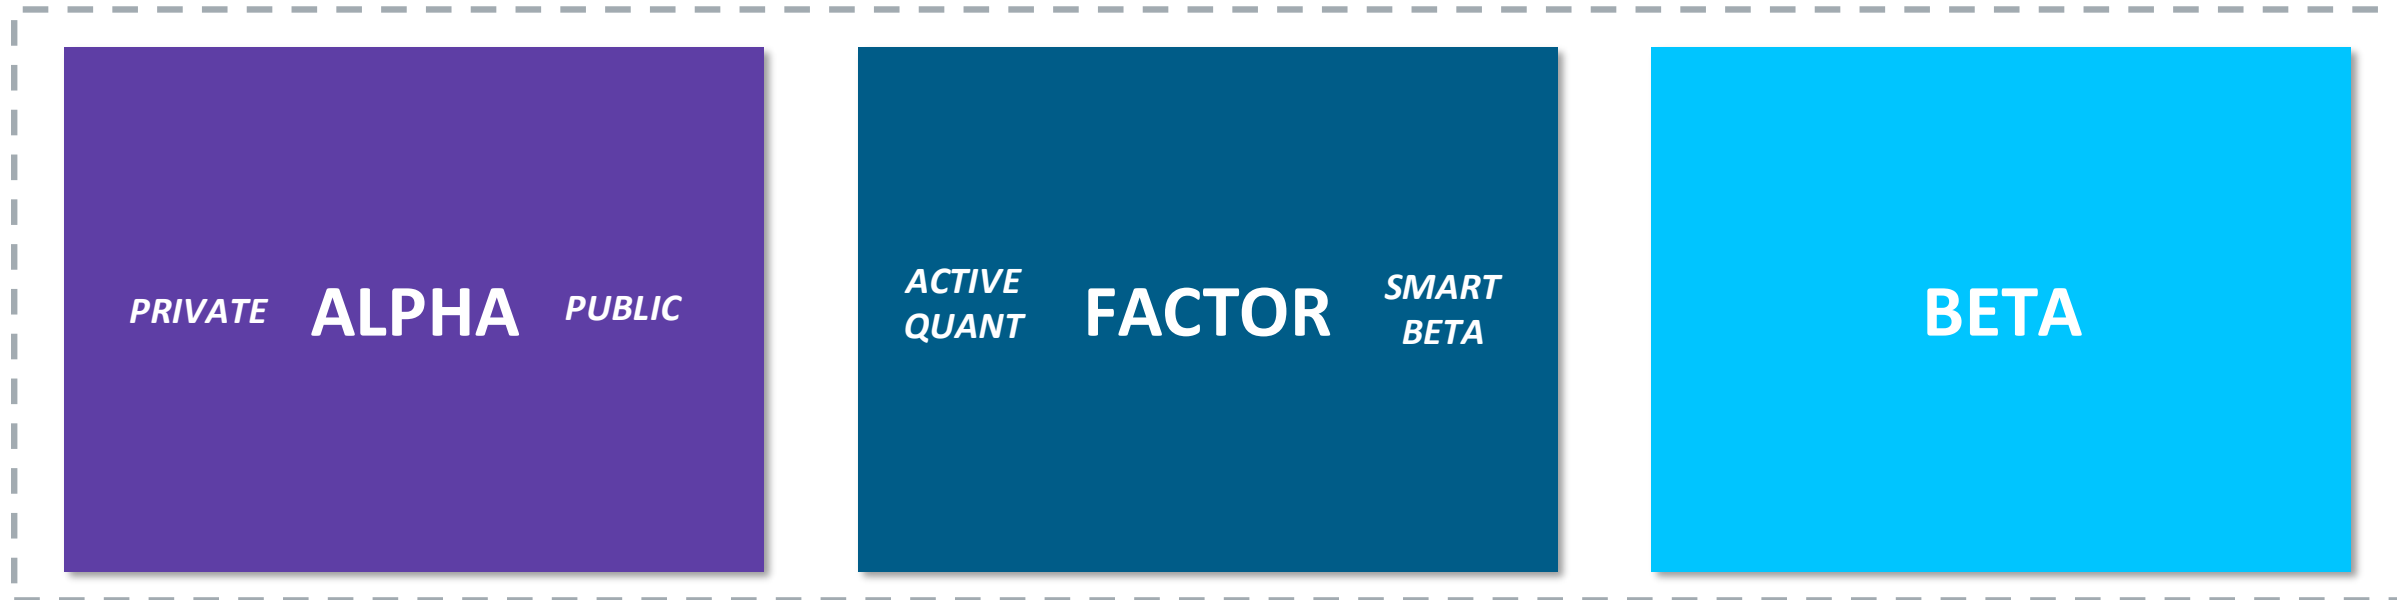 PRIVATE ALPHA PUBLIC
ACTIVE
QUANT
FACTOR
SMART
BETA
BETA